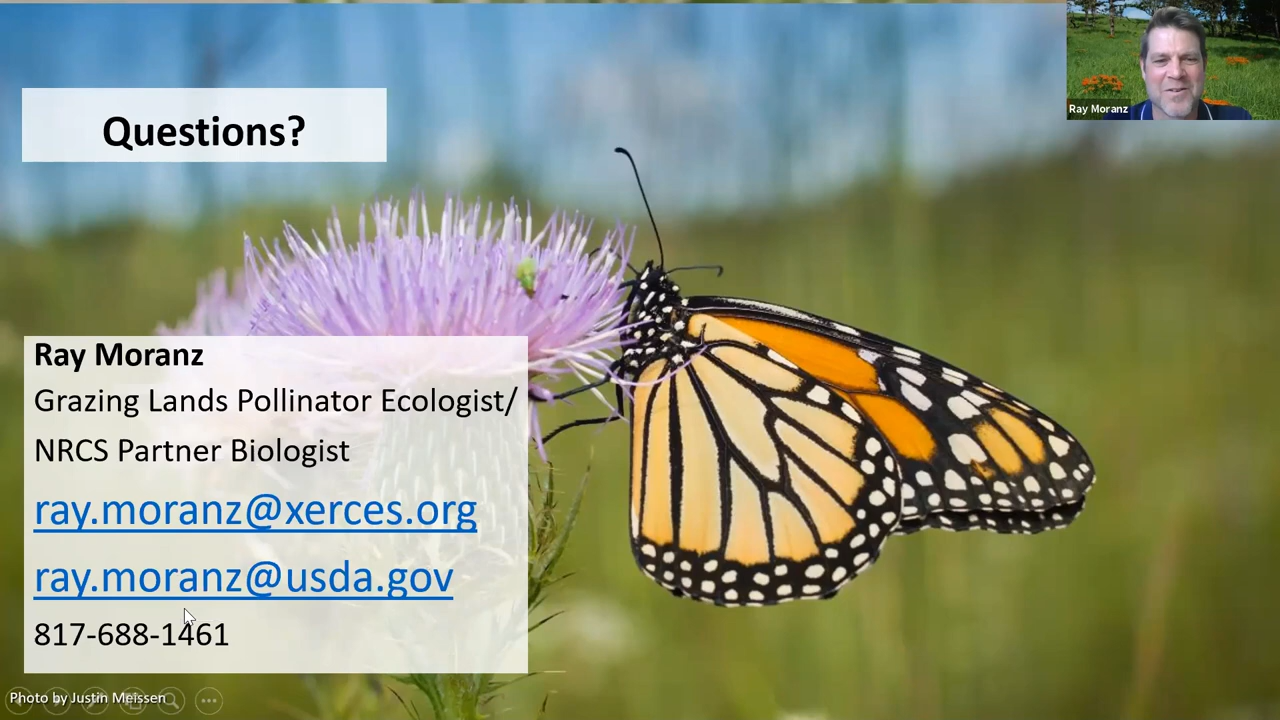 Questions?
Ray Moranz
Ray Moranz
Grazing Lands Pollinator Ecologist/
NRCS Partner Biologist
ray.moranz@xerces.org
ray.moranz@usda.gov
817-688-1461
Photo by Justin Meissen